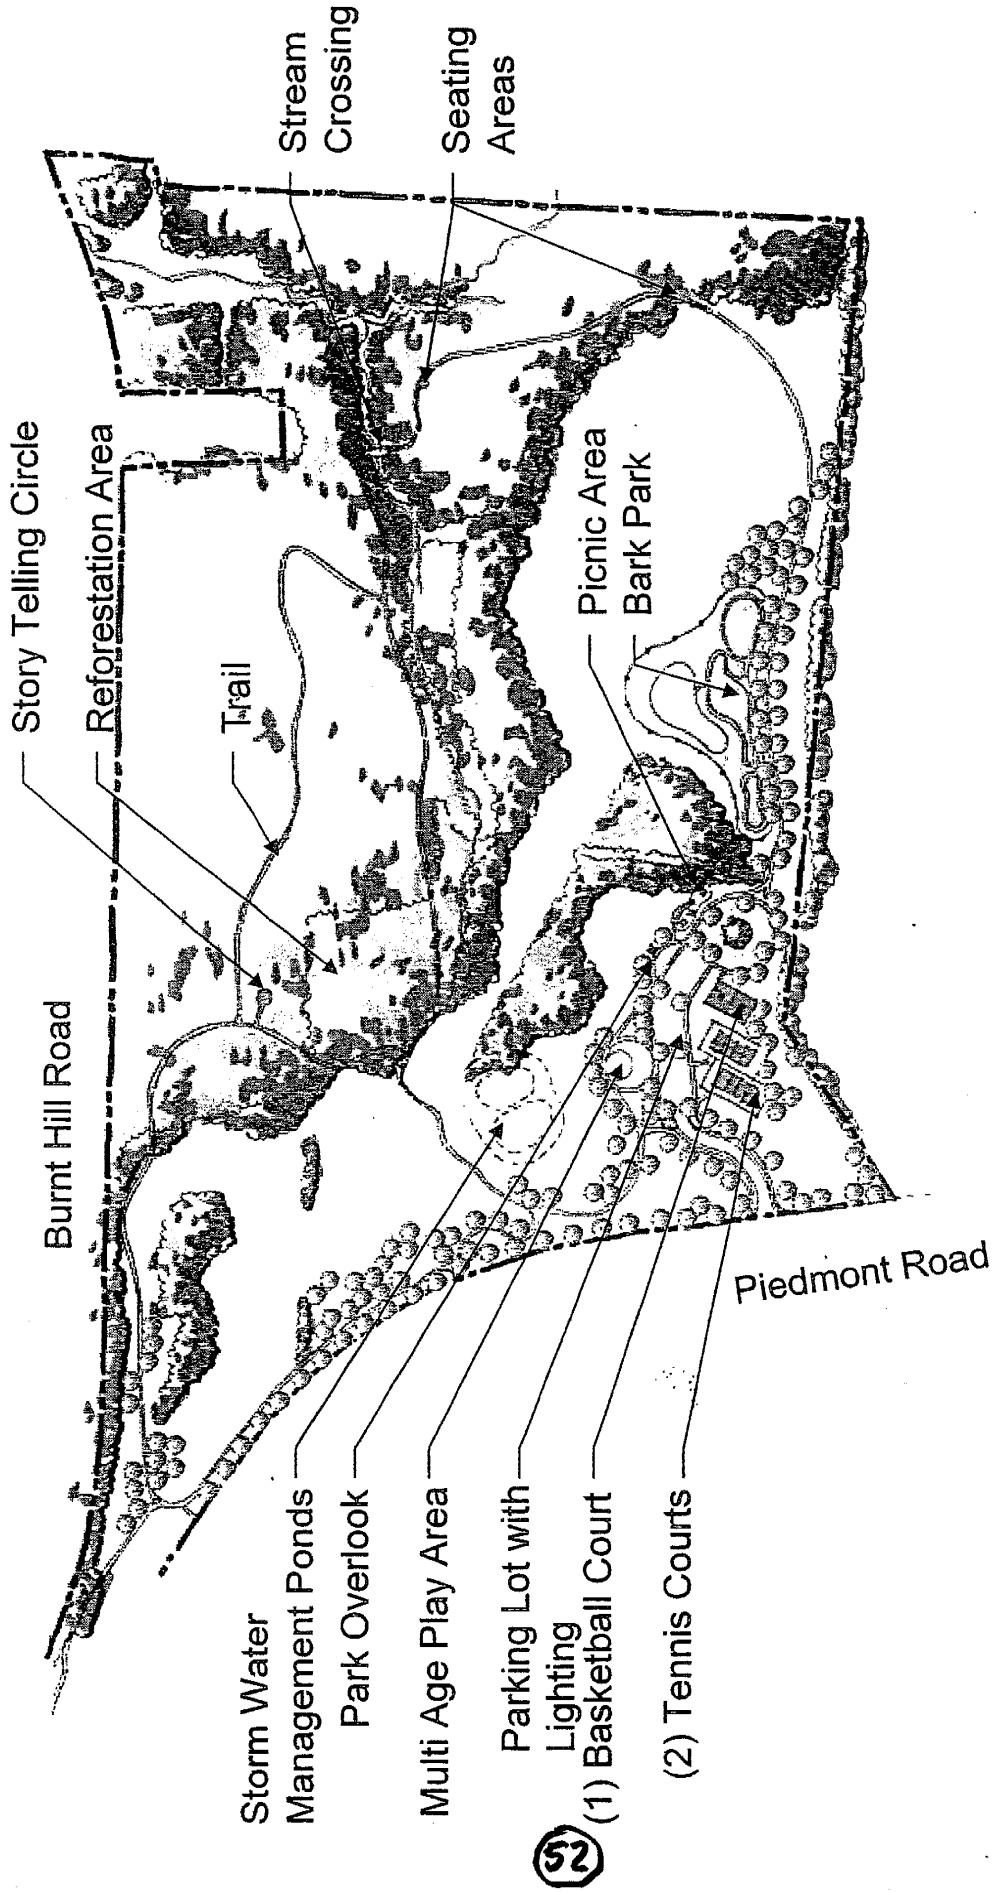 Burnt Hill Road
Story Telling Circle
Reforestation Area
Trail
Stream
Crossing
Seating
Areas
Picnic Area
Bark Park
Storm Water
Management Ponds
Park Overlook
Multi Age Play Area
Parking Lot with
Lighting
(1) Basketball Court
(2) Tennis Courts
Piedmont Road
52